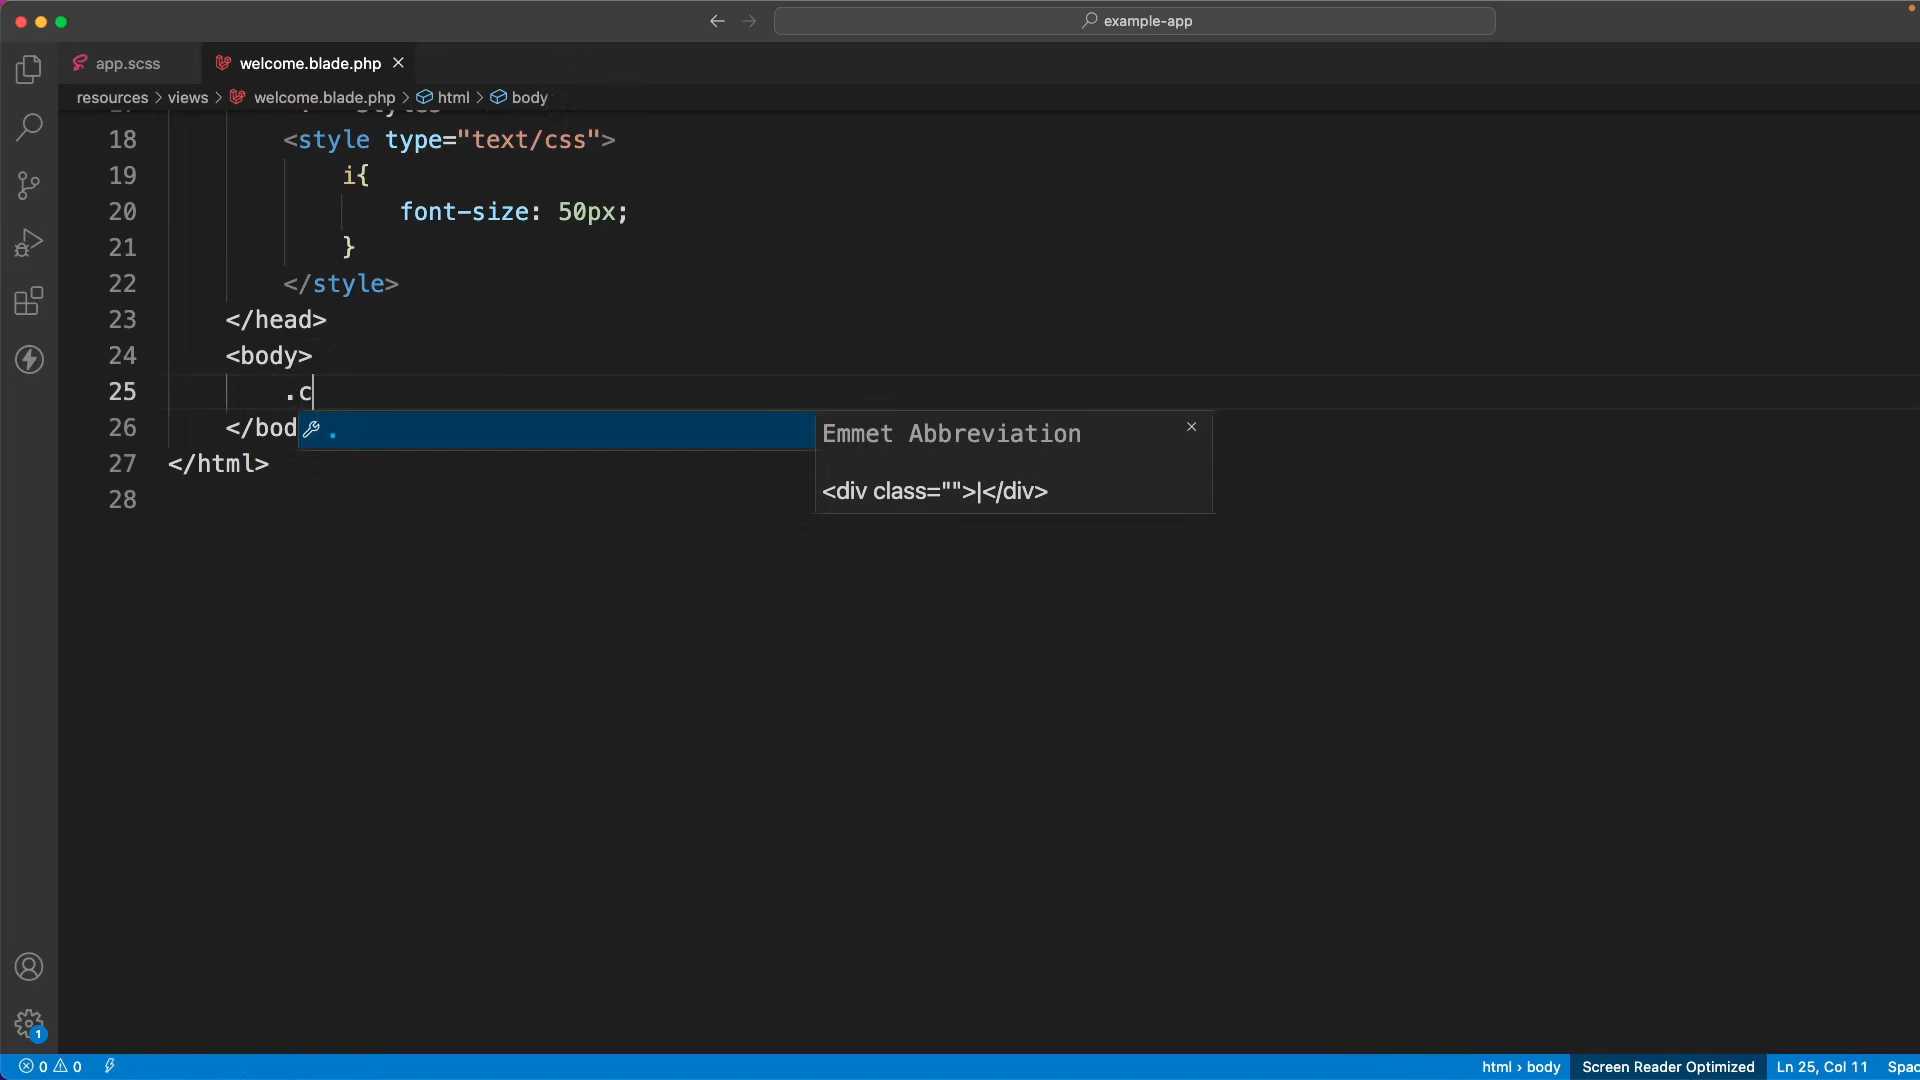 example-app
app.scss
welcome.blade.php
resources > views > welcome.blade.php > html > body
18 <style type="text/css">
19 i{
20 font-size: 50px;
21 }
22 </style>
23 </head>
24 <body>
25 .c
26 </bod
.
Emmet Abbreviation
<div class="">|</div>
27 </html>
28
1
0 0
html › body
Screen Reader Optimized
Ln 25, Col 11
Spac